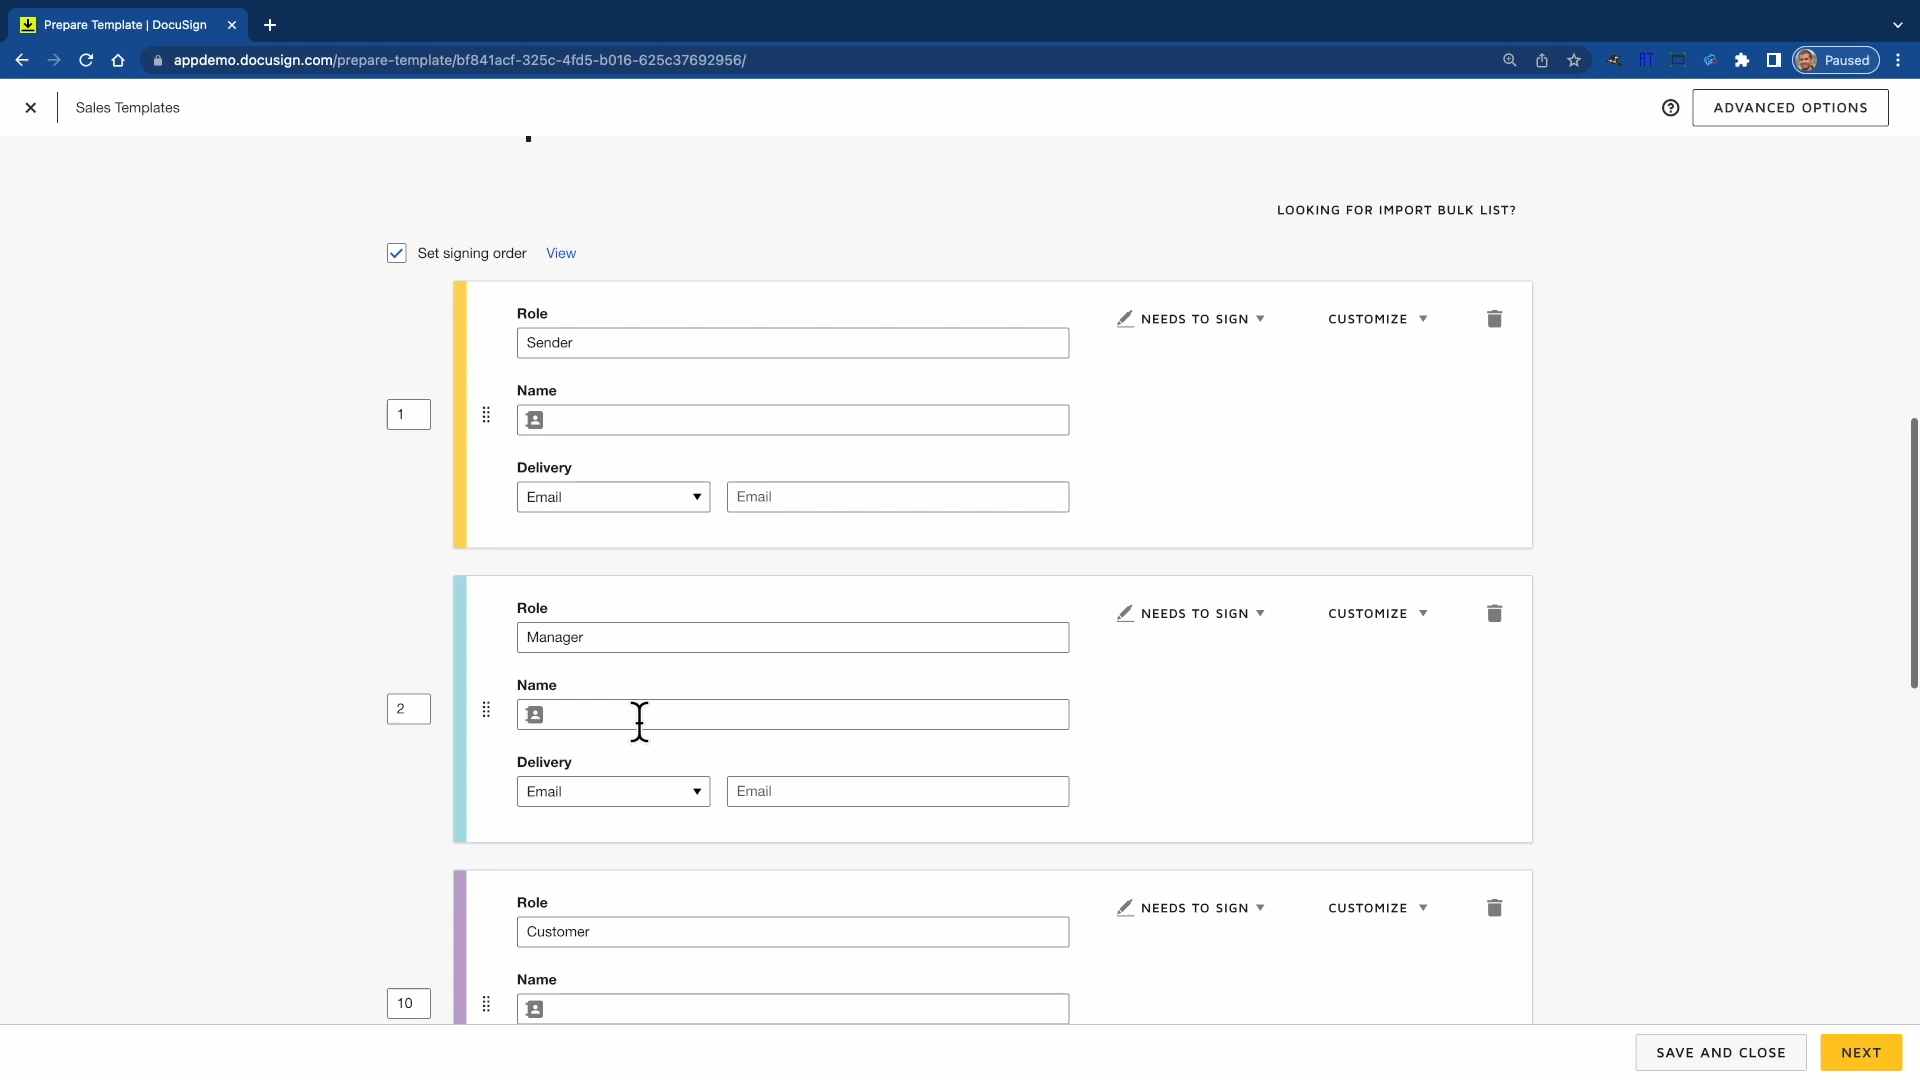 Prepare Template | DocuSign
appdemo.docusign.com/prepare-template/bf841acf-325c-4fd5-b016-625c37692956/
Paused
Sales Templates
ADVANCED OPTIONS
LOOKING FOR IMPORT BULK LIST?
Set signing order View
Role
Sender
NEEDS TO SIGN
CUSTOMIZE
Name
1
Delivery
Email
Email
Role
Manager
NEEDS TO SIGN
CUSTOMIZE
Name
2
Delivery
Email
Email
Role
Customer
NEEDS TO SIGN
CUSTOMIZE
Name
10
SAVE AND CLOSE
NEXT